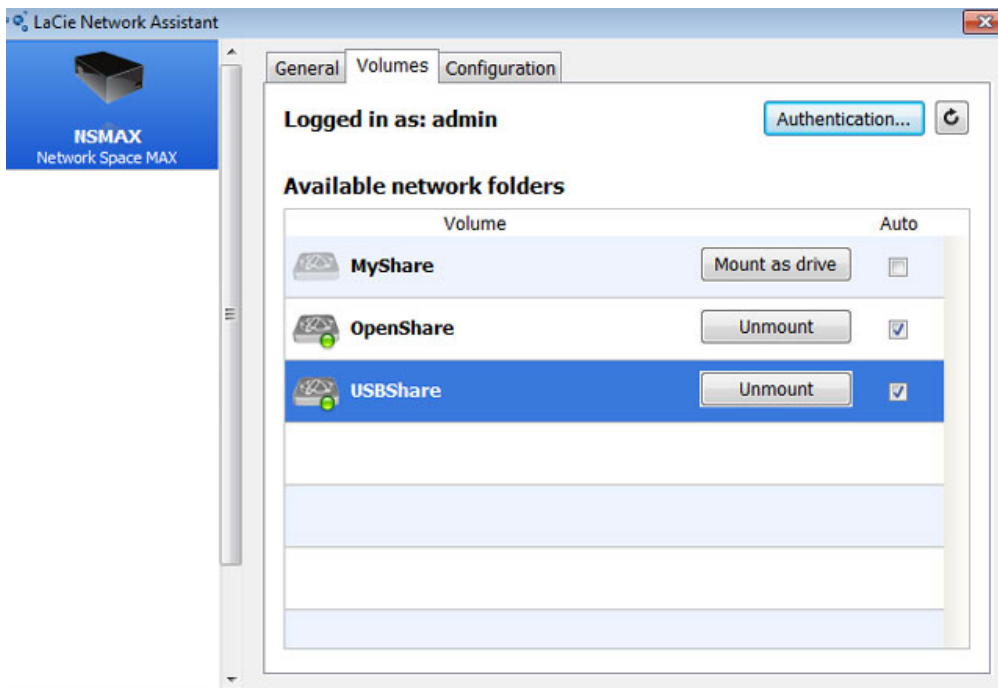 LaCie Network Assistant
NSMAX
Network Space MAX
General Volumes Configuration
Logged in as: admin Authentication...
Available network folders
Volume Auto
MyShare Mount as drive
OpenShare Unmount
USBShare Unmount